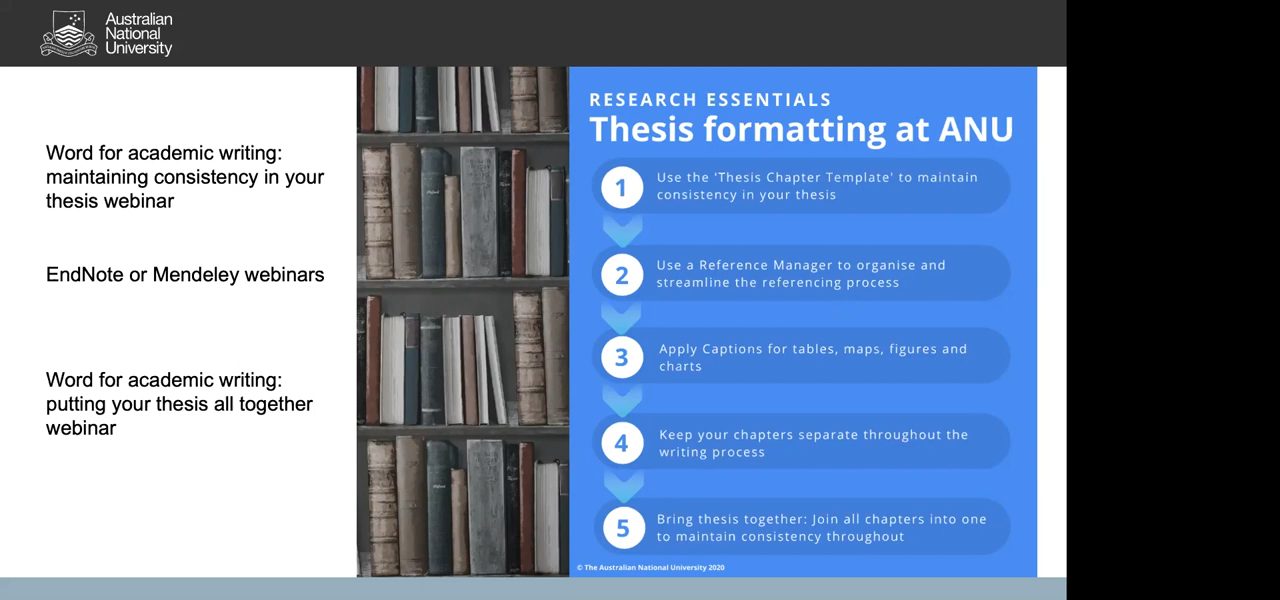 Australian
National
University
Word for academic writing:
maintaining consistency in your
thesis webinar
EndNote or Mendeley webinars
Word for academic writing:
putting your thesis all together
webinar
RESEARCH ESSENTIALS
Thesis formatting at ANU
1
Use the 'Thesis Chapter Template' to maintain
consistency in your thesis
2
Use a Reference Manager to organise and
streamline the referencing process
3
Apply Captions for tables, maps, figures and
charts
4
Keep your chapters separate throughout the
writing process
5
Bring thesis together: Join all chapters into one
to maintain consistency throughout
© The Australian National University 2020